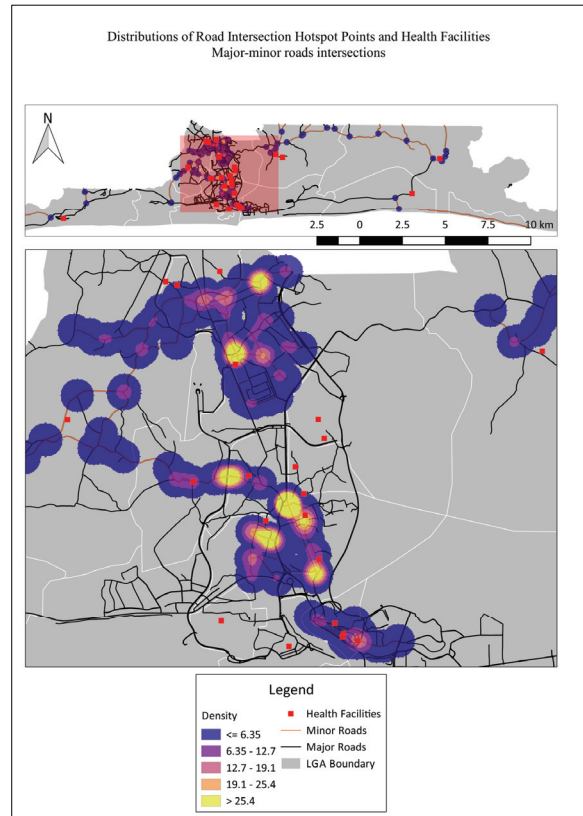 Distributions of Road Intersection Hotspot Points and Health Facilities
Major-minor roads intersections
N
2.5 0 2.5 5 7.5 10 km
Legend
Density
<= 6.35
6.35 - 12.7
12.7 - 19.1
19.1 - 25.4
> 25.4
Health Facilities
Minor Roads
Major Roads
LGA Boundary